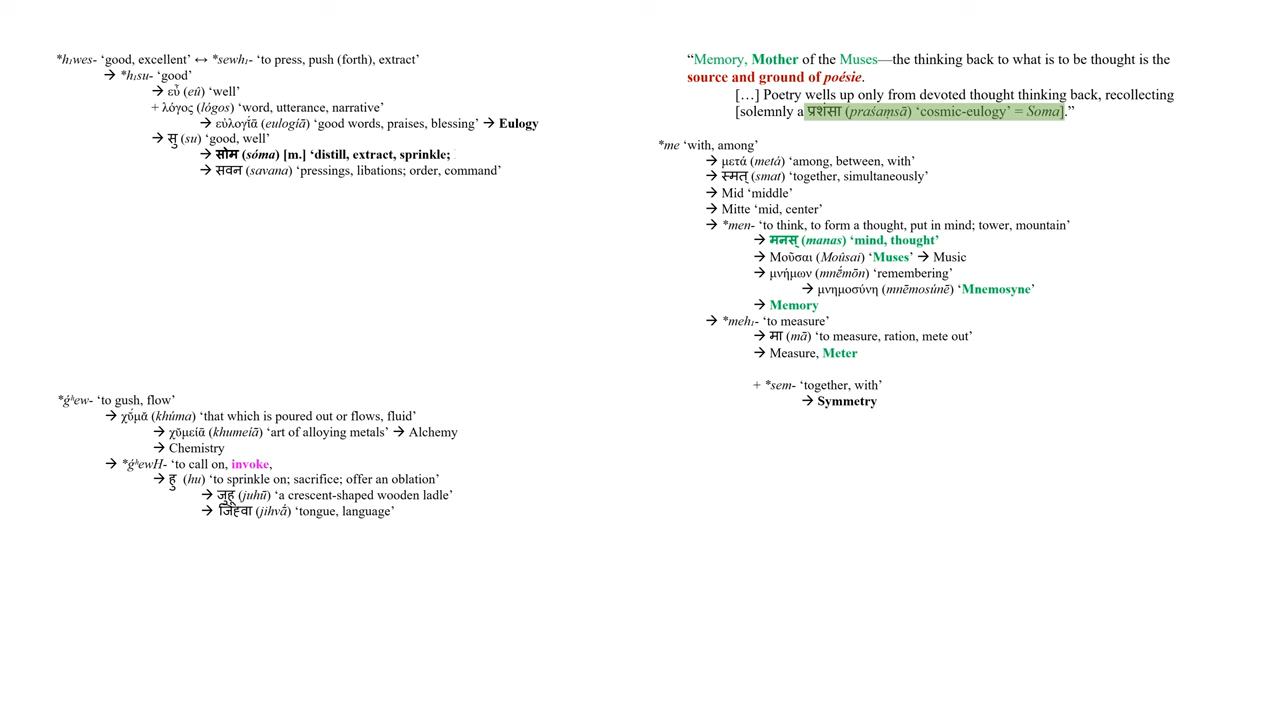 *h₁wes- ‘good, excellent’ ↔ *sewh₁- ‘to press, push (forth), extract’
→ *h₁su- ‘good’
→ εὖ (eû) ‘well’
+ λόγος (lógos) ‘word, utterance, narrative’
→ εὐλογῐ́ᾱ (eulogíā) ‘good words, praises, blessing’ → Eulogy
→ सु (su) ‘good, well’
→ सोम (sóma) [m.] ‘distill, extract, sprinkle;
→ सवन (savana) ‘pressings, libations; order, command’
*ǵʰew- ‘to gush, flow’
→ χῠ́μᾰ (khúma) ‘that which is poured out or flows, fluid’
→ χῠμείᾱ (khumeíā) ‘art of alloying metals’ → Alchemy
→ Chemistry
→ *ǵʰewH- ‘to call on, invoke,
→ हु (hu) ‘to sprinkle on; sacrifice; offer an oblation’
→ जुहू (juhū) ‘a crescent-shaped wooden ladle’
→ जिह्वा (jihvā́) ‘tongue, language’
“Memory, Mother of the Muses—the thinking back to what is to be thought is the
source and ground of poésie.
[…] Poetry wells up only from devoted thought thinking back, recollecting
[solemnly a प्रशंसा (praśaṃsā) ‘cosmic-eulogy’ = Soma].”
*me ‘with, among’
→ μετά (metá) ‘among, between, with’
→ स्मत् (smat) ‘together, simultaneously’
→ Mid ‘middle’
→ Mitte ‘mid, center’
→ *men- ‘to think, to form a thought, put in mind; tower, mountain’
→ मनस् (manas) ‘mind, thought’
→ Μοῦσαι (Moûsai) ‘Muses’ → Music
→ μνήμων (mnḗmōn) ‘remembering’
→ μνημοσύνη (mnēmosúnē) ‘Mnemosyne’
→ Memory
→ *meh₁- ‘to measure’
→ मा (mā) ‘to measure, ration, mete out’
→ Measure, Meter
+ *sem- ‘together, with’
→ Symmetry